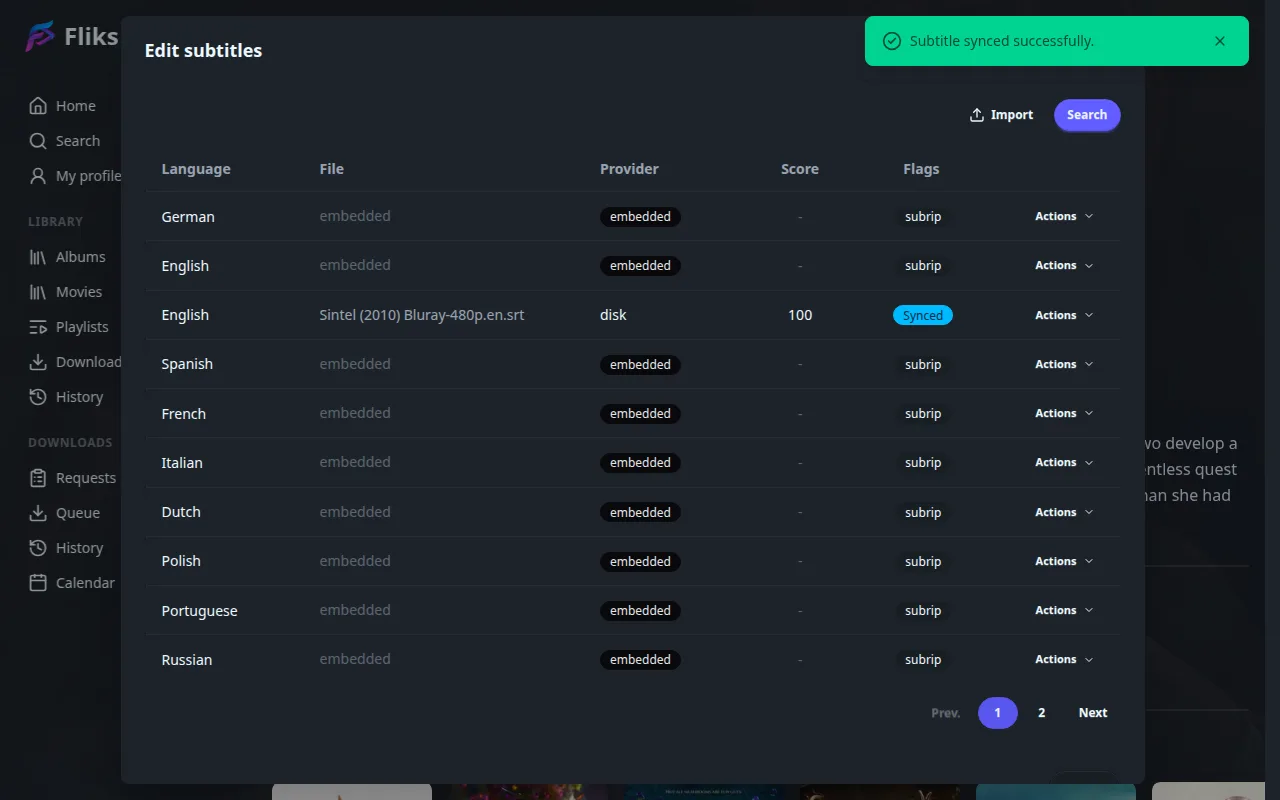 Fliks
Edit subtitles
Subtitle synced successfully.
Home
Search
My profile
LIBRARY
Albums
Movies
Playlists
Download
History
DOWNLOADS
Requests
Queue
History
Calendar
Import
Search
Language File Provider Score Flags
German embedded embedded - subrip Actions
English embedded embedded - subrip Actions
English Sintel (2010) Bluray-480p.en.srt disk 100 Synced Actions
Spanish embedded embedded - subrip Actions
French embedded embedded - subrip Actions
Italian embedded embedded - subrip Actions
Dutch embedded embedded - subrip Actions
Polish embedded embedded - subrip Actions
Portuguese embedded embedded - subrip Actions
Russian embedded embedded - subrip Actions
Prev. 1 2 Next
develop a
quest
she had